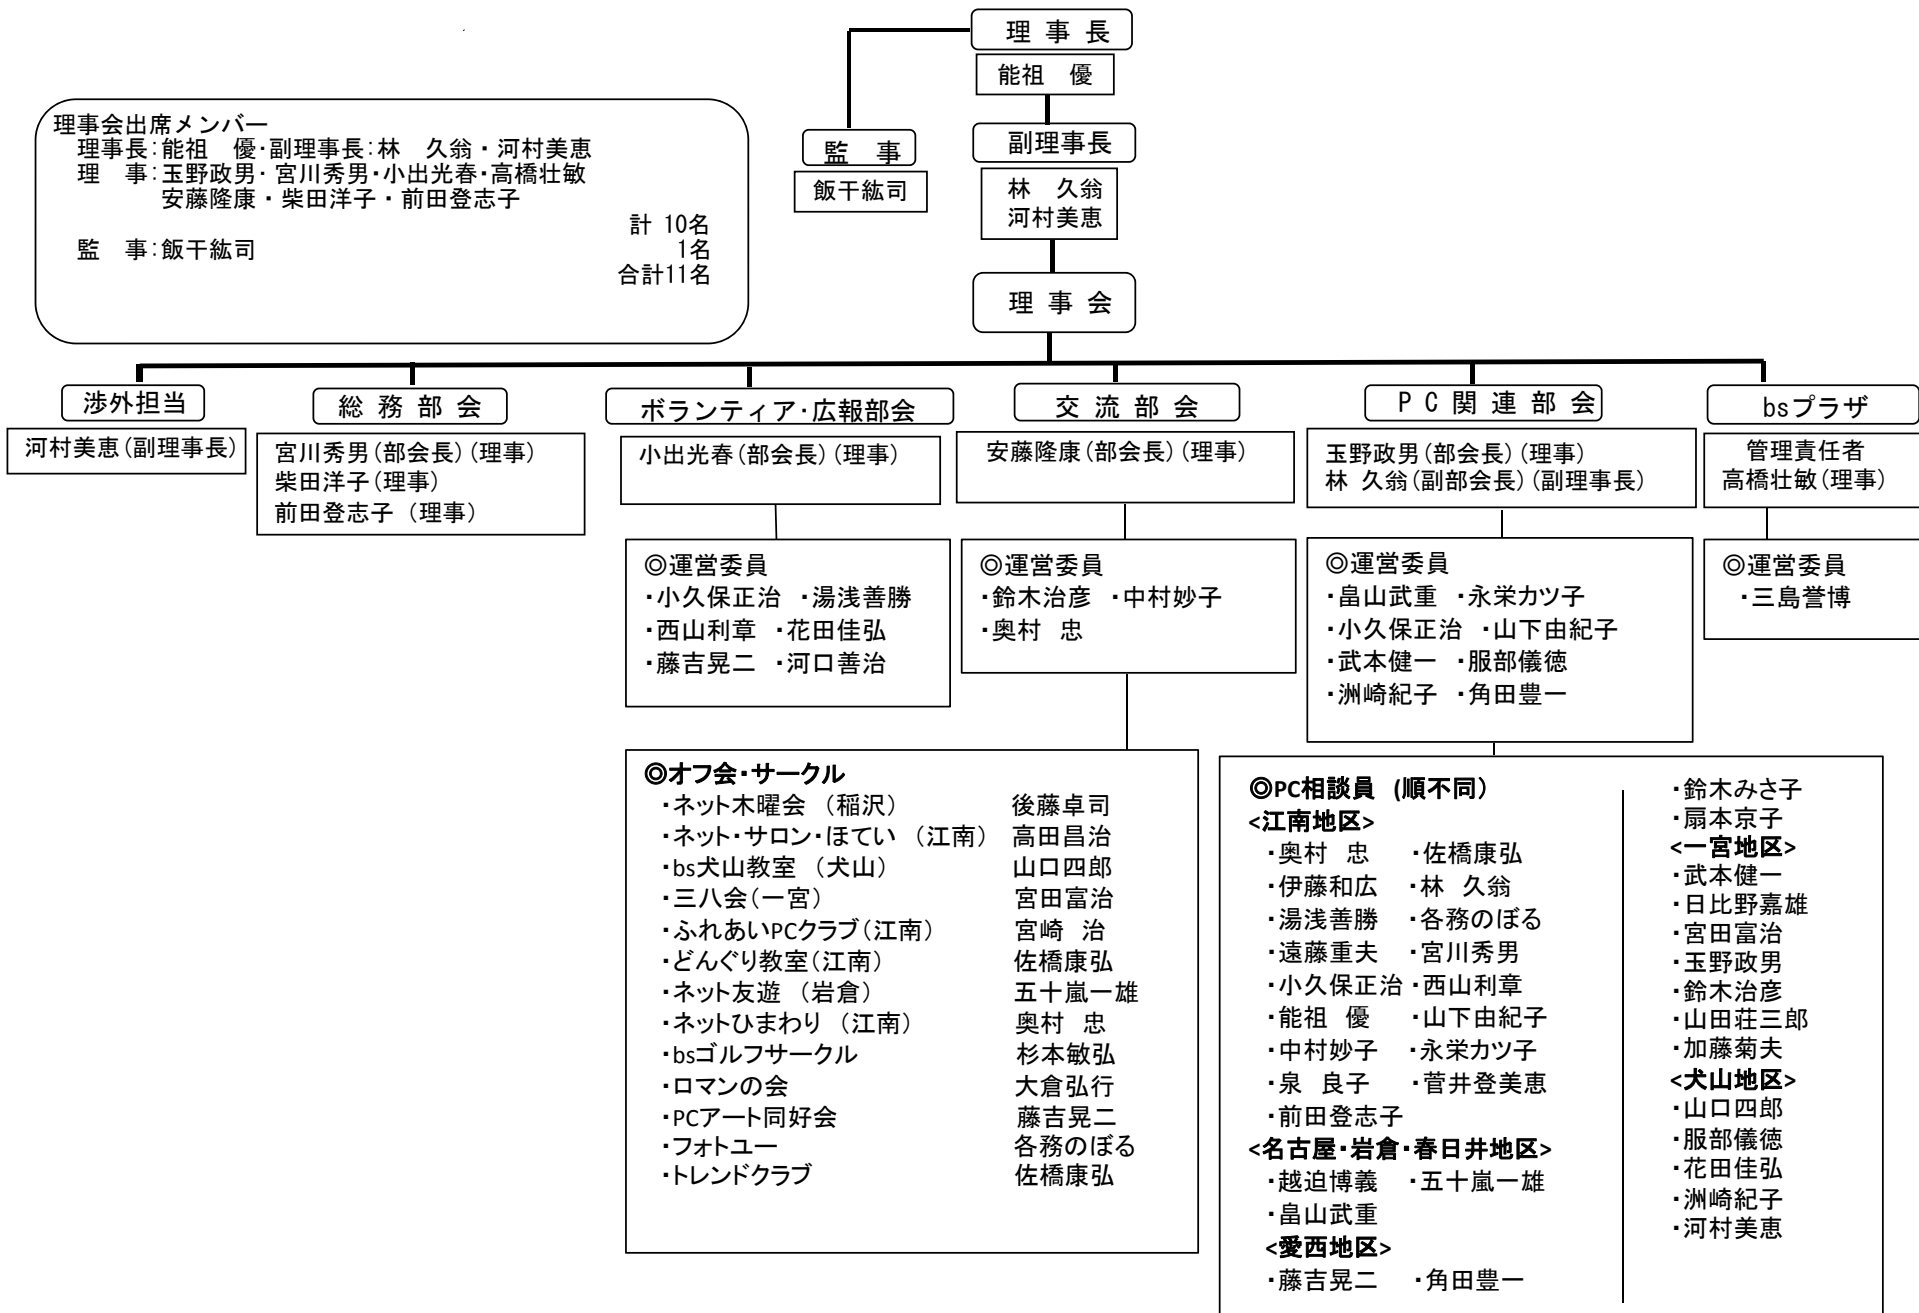 理 事 長
能祖　優
理事会出席メンバー
理事長：能祖　優・副理事長：林　久翁・河村美恵
理　事：玉野政男・宮川秀男・小出光春・高橋壮敏
安藤隆康・柴田洋子・前田登志子
計 10名
監　事：飯干紘司
1名
合計11名
監　事
飯干紘司
副理事長
林　久翁
河村美恵
理 事 会
渉外担当
河村美恵(副理事長)
総 務 部 会
宮川秀男(部会長)(理事)
柴田洋子(理事)
前田登志子 (理事)
ボランティア・広報部会
小出光春(部会長)(理事)
◎運営委員
・小久保正治 ・湯浅善勝
・西山利章 ・花田佳弘
・藤吉晃二 ・河口善治
交 流 部 会
安藤隆康(部会長)(理事)
◎運営委員
・鈴木治彦 ・中村妙子
・奥村 忠
ＰＣ関連部会
玉野政男(部会長)(理事)
林 久翁(副部会長)(副理事長)
◎運営委員
・畠山武重 ・永栄カツ子
・小久保正治 ・山下由紀子
・武本健一 ・服部儀徳
・洲崎紀子 ・角田豊一
bsプラザ
管理責任者
高橋壮敏(理事)
◎運営委員
・三島誉博
◎オフ会・サークル
・ネット木曜会 (稲沢) 後藤卓司
・ネット・サロン・ほてい (江南) 高田昌治
・bs犬山教室 (犬山) 山口四郎
・三八会(一宮) 宮田富治
・ふれあいPCクラブ(江南) 宮崎 治
・どんぐり教室(江南) 佐橋康弘
・ネット友遊 (岩倉) 五十嵐一雄
・ネットひまわり (江南) 奥村 忠
・bsゴルフサークル 杉本敏弘
・ロマンの会 大倉弘行
・PCアート同好会 藤吉晃二
・フォトユー 各務のぼる
・トレンドクラブ 佐橋康弘
◎PC相談員 (順不同)
<江南地区>
・奥村 忠 ・佐橋康弘
・伊藤和広 ・林 久翁
・湯浅善勝 ・各務のぼる
・遠藤重夫 ・宮川秀男
・小久保正治 ・西山利章
・能祖 優 ・山下由紀子
・中村妙子 ・永栄カツ子
・泉 良子 ・菅井登美恵
・前田登志子
<名古屋・岩倉・春日井地区>
・越迫博義 ・五十嵐一雄
・畠山武重
<愛西地区>
・藤吉晃二 ・角田豊一
・鈴木みさ子
・扇本京子
<一宮地区>
・武本健一
・日比野嘉雄
・宮田富治
・玉野政男
・鈴木治彦
・山田荘三郎
・加藤菊夫
<犬山地区>
・山口四郎
・服部儀徳
・花田佳弘
・洲崎紀子
・河村美恵